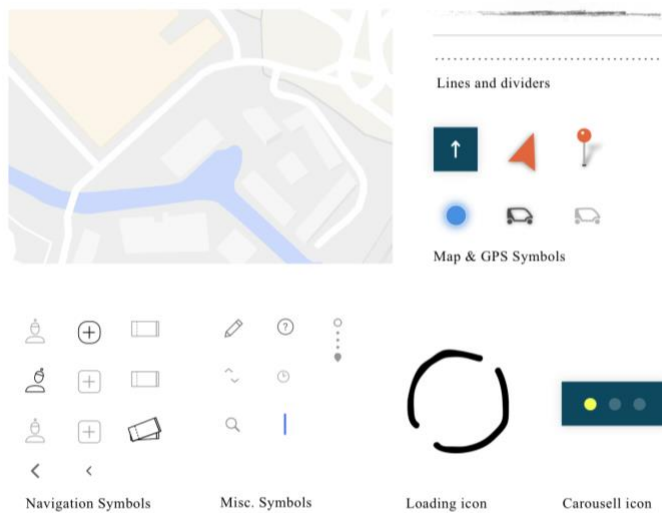 Lines and dividers
Map & GPS Symbols
?
Navigation Symbols
Misc. Symbols
Loading icon
Carousell icon